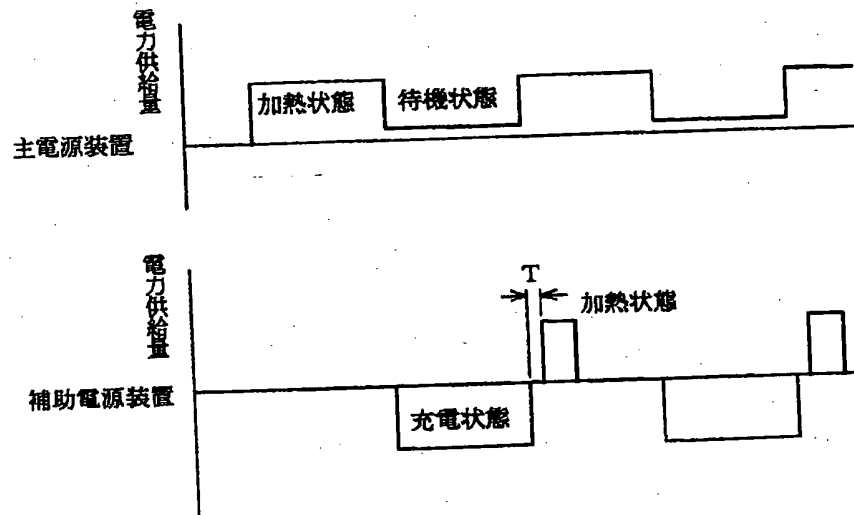 電力供給量
加熱状態
待機状態
主電源装置
電力供給量
T
加熱状態
補助電源装置
充電状態